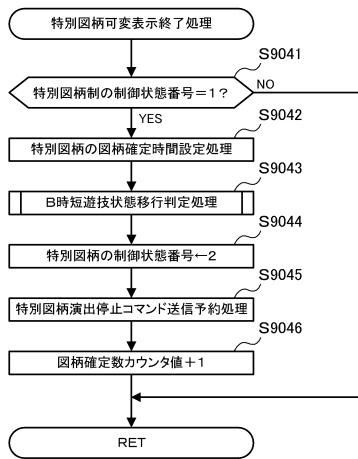 特別図柄可変表示終了処理
S9041
特別図柄制の制御状態番号＝1？
NO
YES
S9042
特別図柄の図柄確定時間設定処理
S9043
B時短遊技状態移行判定処理
S9044
特別図柄の制御状態番号←2
S9045
特別図柄演出停止コマンド送信予約処理
S9046
図柄確定数カウンタ値＋1
RET